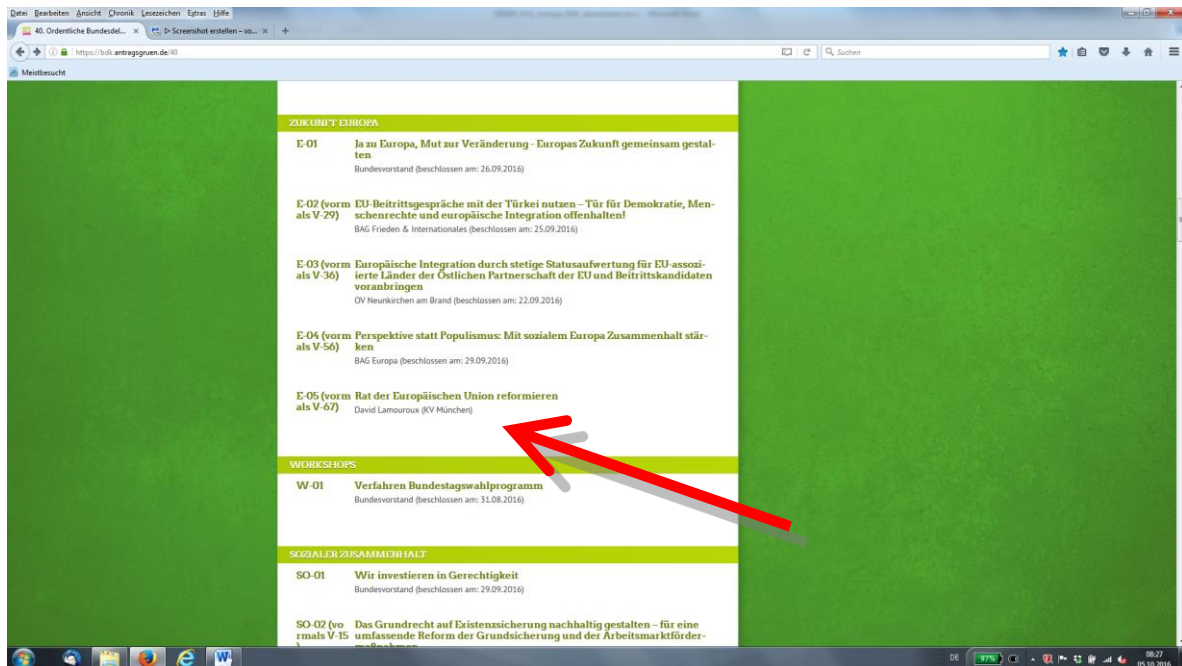 Datei Bearbeiten Ansicht Chronik Lesezeichen Extras Hilfe
40. Ordentliche Bundesdel... × Screenshot erstellen – so... × +
https://bdk.antragsgruen.de/40 Suchen
Meistbesucht
ZUKUNFT EUROPA
E-01 Ja zu Europa, Mut zur Veränderung - Europas Zukunft gemeinsam gestal-
ten
Bundesvorstand (beschlossen am: 26.09.2016)
E-02 (vorm EU-Beitrittsgespräche mit der Türkei nutzen – Tür für Demokratie, Men-
als V-29) schenrechte und europäische Integration offenhalten!
BAG Frieden & Internationales (beschlossen am: 25.09.2016)
E-03 (vorm Europäische Integration durch stetige Statusaufwertung für EU-assozi-
als V-36) ierte Länder der Östlichen Partnerschaft der EU und Beitrittskandidaten
voranbringen
OV Neunkirchen am Brand (beschlossen am: 22.09.2016)
E-04 (vorm Perspektive statt Populismus: Mit sozialem Europa Zusammenhalt stär-
als V-56) ken
BAG Europa (beschlossen am: 29.09.2016)
E-05 (vorm Rat der Europäischen Union reformieren
als V-67) David Lamouroux (KV München)
WORKSHOPS
W-01 Verfahren Bundestagswahlprogramm
Bundesvorstand (beschlossen am: 31.08.2016)
SOZIALER ZUSAMMENHALT
SO-01 Wir investieren in Gerechtigkeit
Bundesvorstand (beschlossen am: 29.09.2016)
SO-02 (vo Das Grundrecht auf Existenzsicherung nachhaltig gestalten – für eine
rmals V-15 umfassende Reform der Grundsicherung und der Arbeitsmarktförder-
) maßnahmen
DE 97% 08:27
05.10.2016